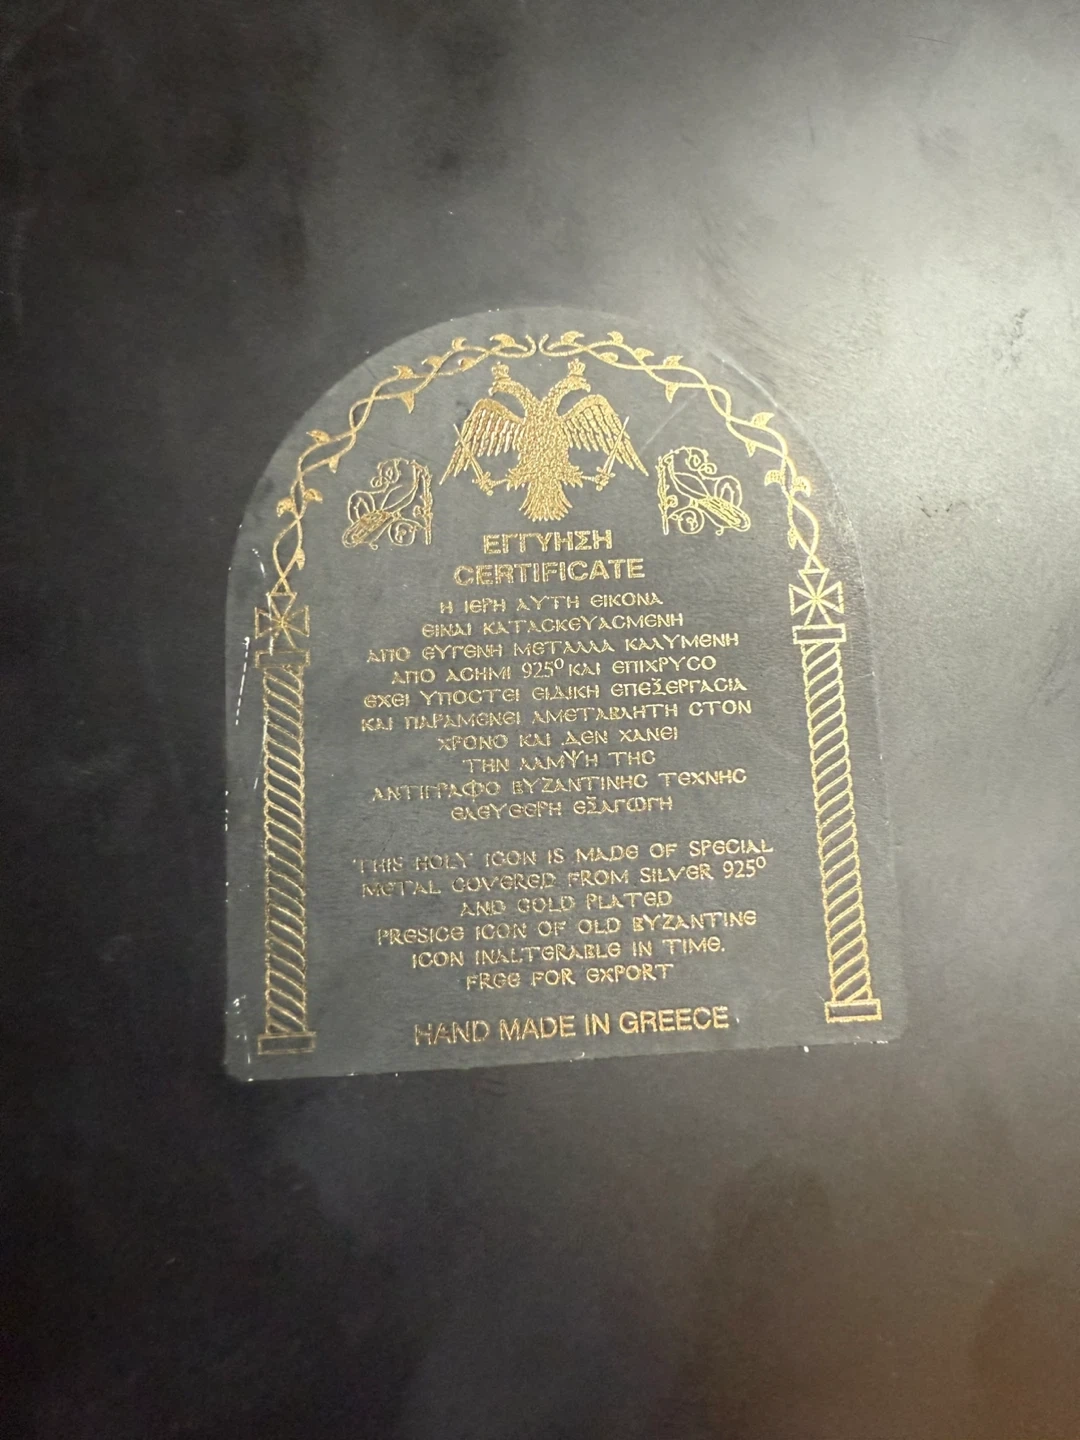 ΕΓΓΥΗΣΗ
CERTIFICATE
Η ΙΕΡΗ ΑΥΤΗ ΕΙΚΟΝΑ
ΕΙΝΑΙ ΚΑΤΑΣΚΕΥΑΣΜΕΝΗ
ΑΠΟ ΕΥΓΕΝΗ ΜΕΤΑΛΛΑ ΚΑΛΥΜΕΝΗ
ΑΠΟ ΑΣΗΜΙ 925⁰ ΚΑΙ ΕΠΙΧΡΥΣΟ
ΕΧΕΙ ΥΠΟΣΤΕΙ ΕΙΔΙΚΗ ΕΠΕΞΕΡΓΑΣΙΑ
ΚΑΙ ΠΑΡΑΜΕΝΕΙ ΑΜΕΤΑΒΛΗΤΗ ΣΤΟΝ
ΧΡΟΝΟ ΚΑΙ ΔΕΝ ΧΑΝΕΙ
ΤΗΝ ΛΑΜΨΗ ΤΗΣ
ΑΝΤΙΓΡΑΦΟ ΒΥΖΑΝΤΙΝΗΣ ΤΕΧΝΗΣ
ΕΛΕΥΘΕΡΗ ΕΞΑΓΩΓΗ
THIS HOLY ICON IS MADE OF SPECIAL
METAL COVERED FROM SILVER 925⁰
AND GOLD PLATED
PRESICE ICON OF OLD BYZANTINE
ICON INALTERABLE IN TIME.
FREE FOR EXPORT
HAND MADE IN GREECE